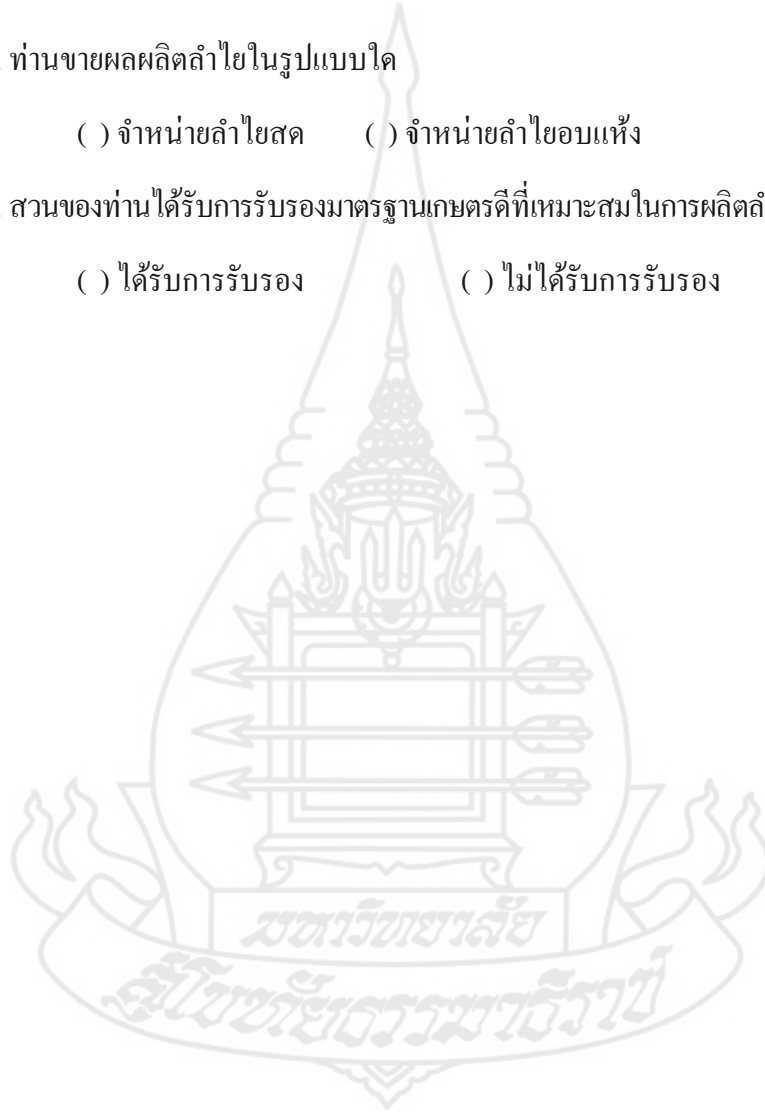 . ท่านขายผลผลิตลำไยในรูปแบบใด
( ) จำหน่ายลำไยสด ( ) จำหน่ายลำไยอบแห้ง
. สวนของท่านได้รับการรับรองมาตรฐานเกษตรดีที่เหมาะสมในการผลิตลำ
( ) ได้รับการรับรอง ( ) ไม่ได้รับการรับรอง
มหาวิทยาลัย
สุโขทัยธรรมาธิราช